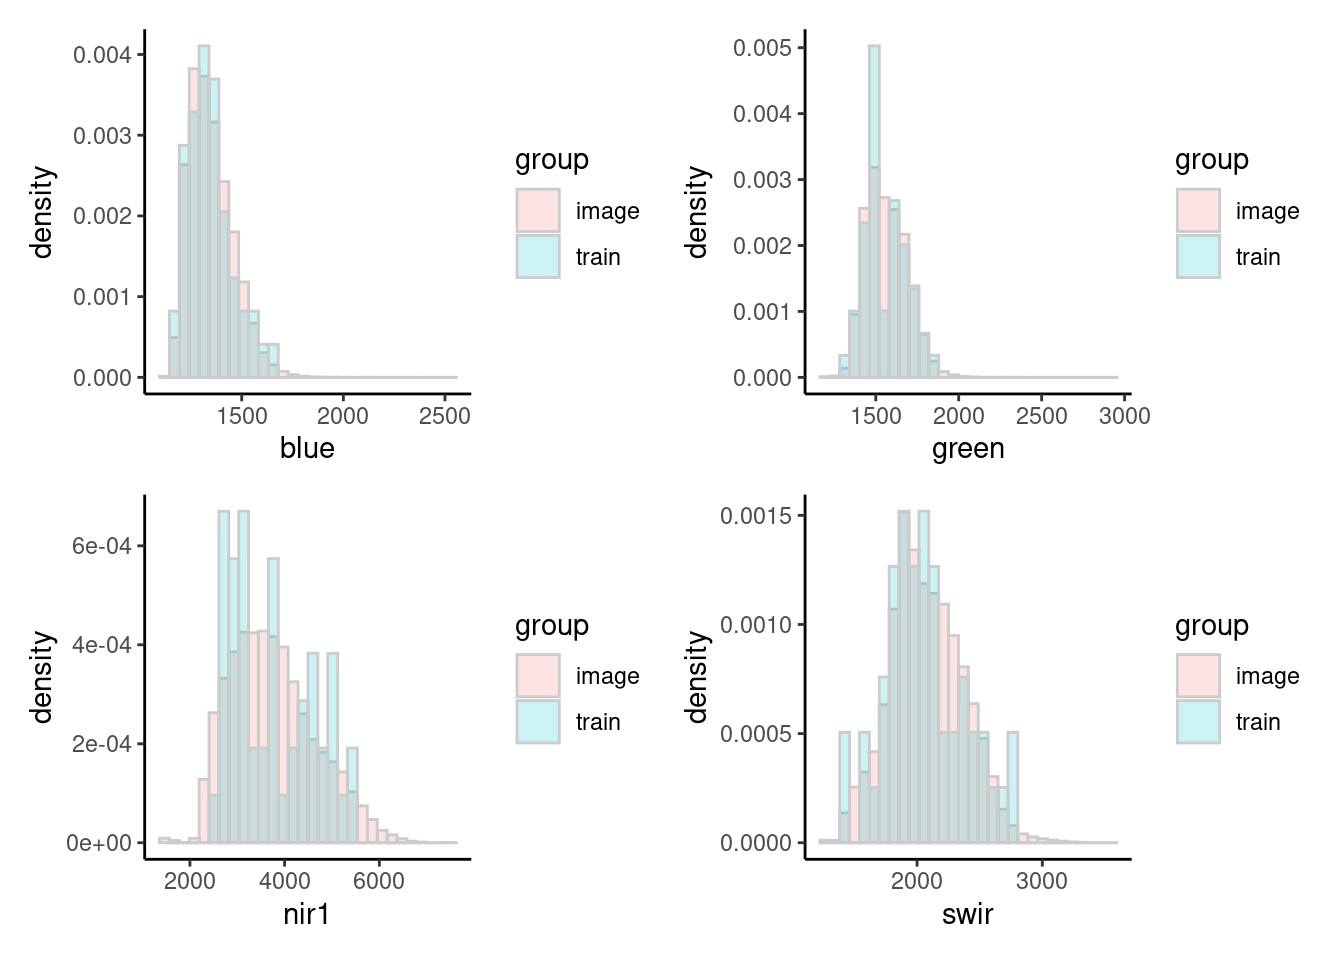 density
0.004
0.003
0.002
0.001
0.000
1500 2000 2500
blue
group
image
train
density
0.005
0.004
0.003
0.002
0.001
0.000
1500 2000 2500 3000
green
group
image
train
density
6e-04
4e-04
2e-04
0e+00
2000 4000 6000
nir1
group
image
train
density
0.0015
0.0010
0.0005
0.0000
2000 3000
swir
group
image
train